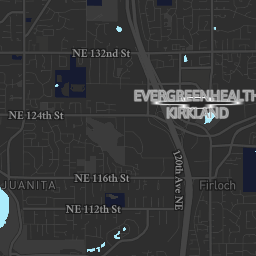 NE 132nd St
EVERGREENHEALTH
KIRKLAND
NE 124th St
120th Ave NE
NE 116th St
JUANITA
Firloch
NE 112th St